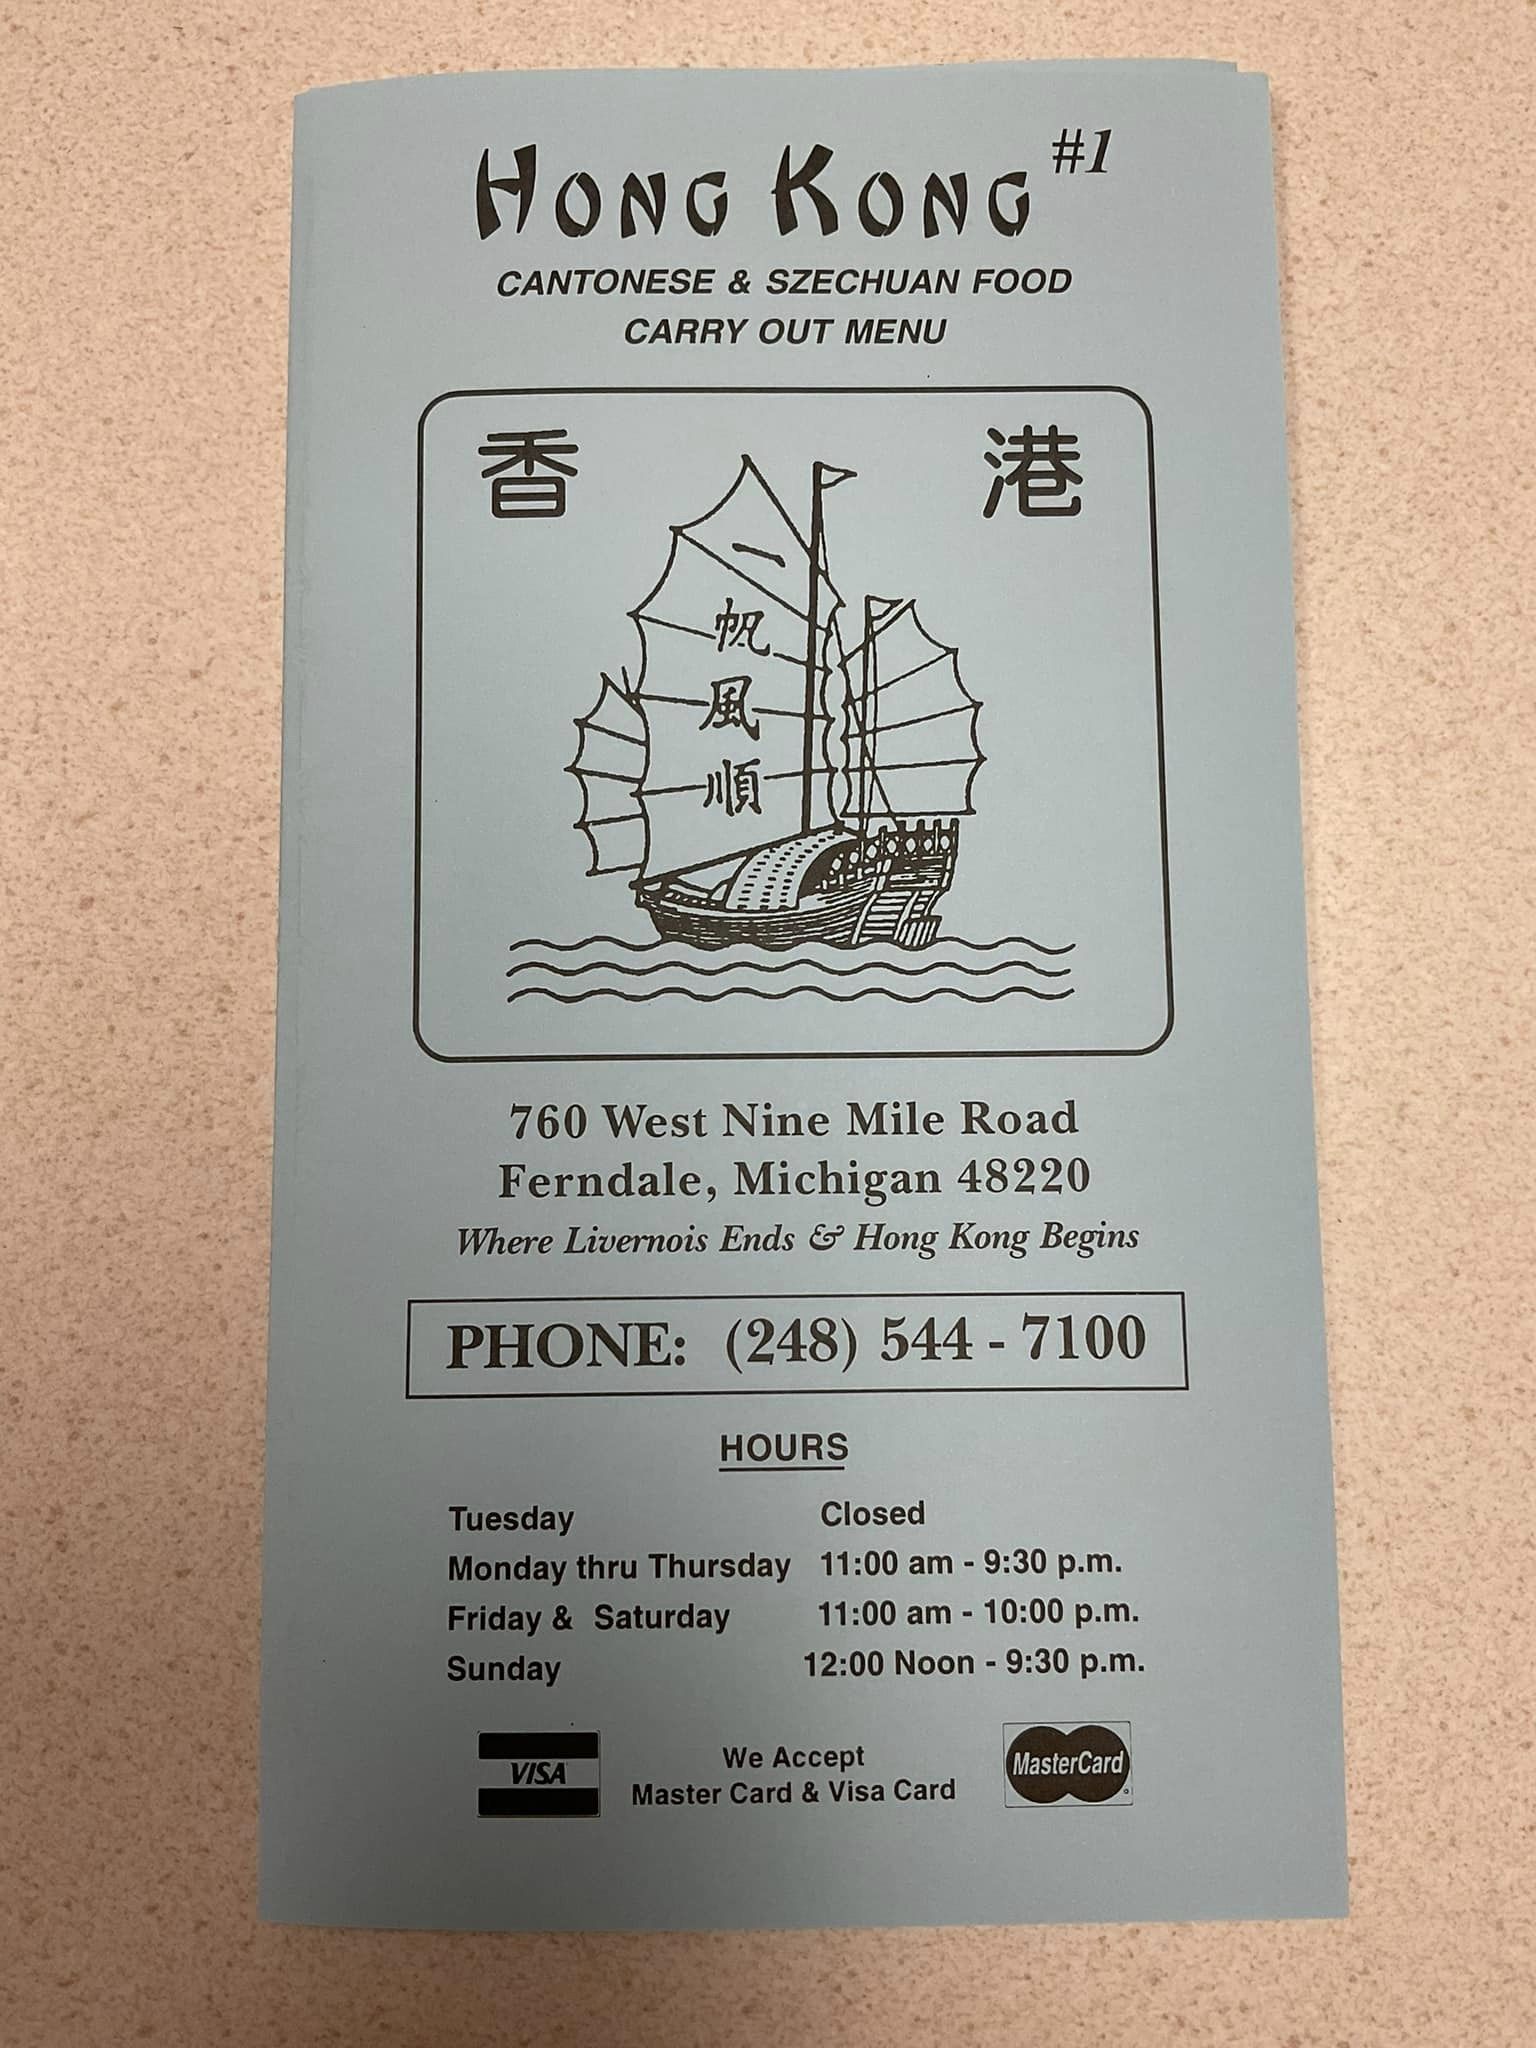 HONG KONG #1
CANTONESE & SZECHUAN FOOD
CARRY OUT MENU
香 港
一
帆
風
順
760 West Nine Mile Road
Ferndale, Michigan 48220
Where Livernois Ends & Hong Kong Begins
PHONE: (248) 544 - 7100
HOURS
Tuesday Closed
Monday thru Thursday 11:00 am - 9:30 p.m.
Friday & Saturday 11:00 am - 10:00 p.m.
Sunday 12:00 Noon - 9:30 p.m.
VISA
We Accept
Master Card & Visa Card
MasterCard